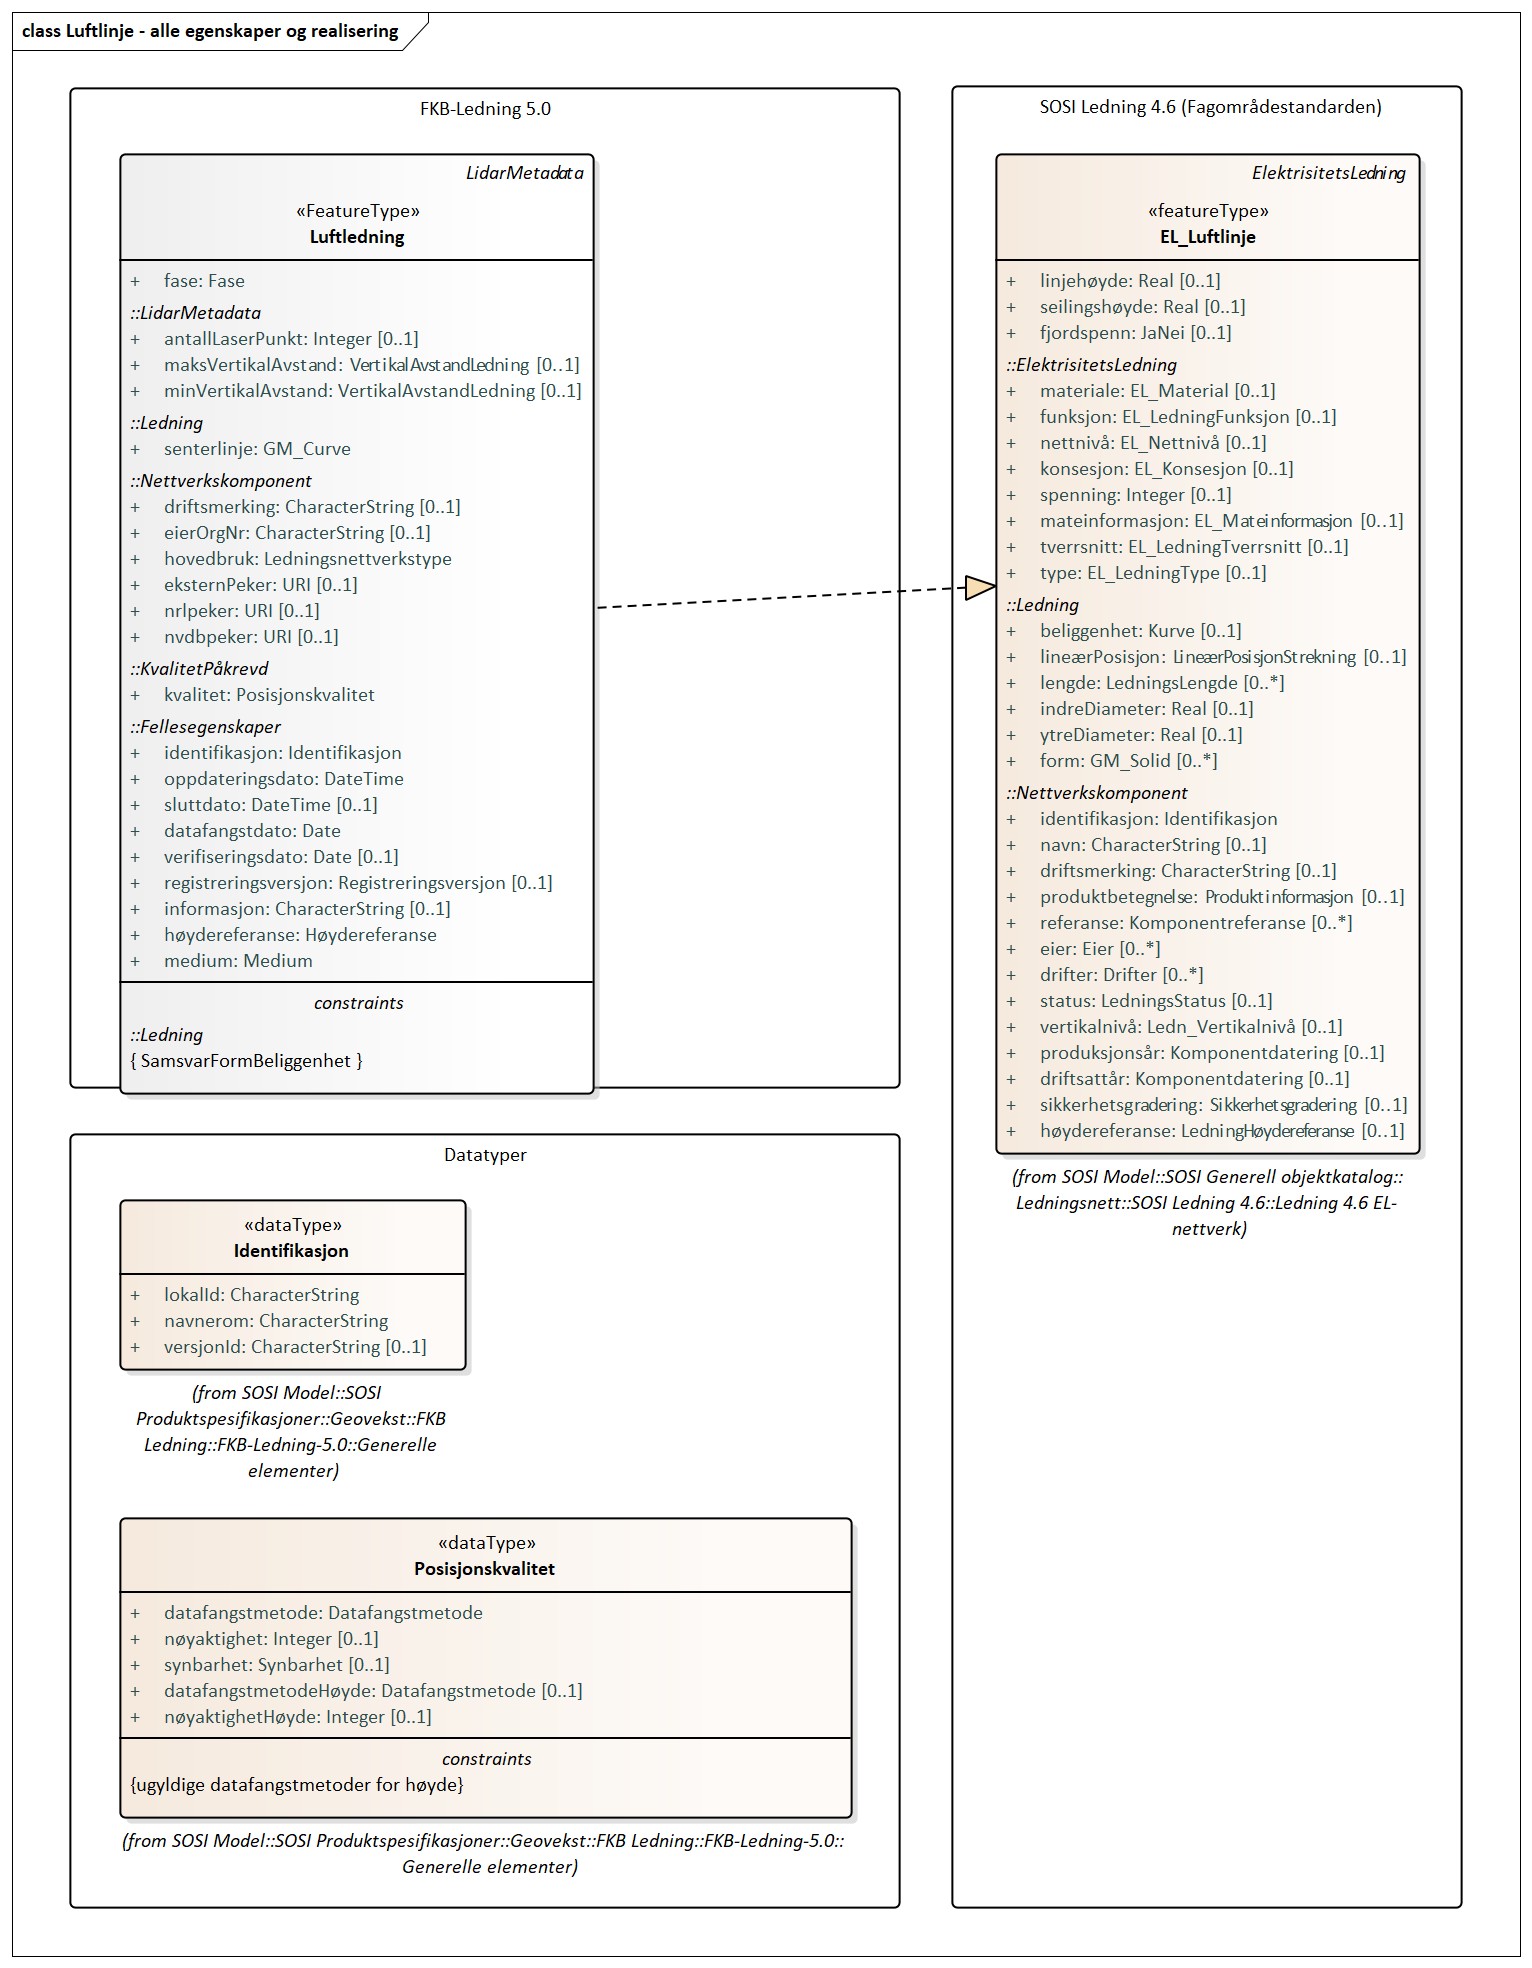 class Luftlinje - alle egenskaper og realisering
FKB-Ledning 5.0
LidarMetadata
«FeatureType»
Luftledning
+ fase: Fase
::LidarMetadata
+ antallLaserPunkt: Integer [0..1]
+ maksVertikalAvstand: VertikalAvstandLedning [0..1]
+ minVertikalAvstand: VertikalAvstandLedning [0..1]
::Ledning
+ senterlinje: GM_Curve
::Nettverkskomponent
+ driftsmerking: CharacterString [0..1]
+ eierOrgNr: CharacterString [0..1]
+ hovedbruk: Ledningsnettverkstype
+ eksternPeker: URI [0..1]
+ nrlpeker: URI [0..1]
+ nvdbpeker: URI [0..1]
::KvalitetPåkrevd
+ kvalitet: Posisjonskvalitet
::Fellesegenskaper
+ identifikasjon: Identifikasjon
+ oppdateringsdato: DateTime
+ sluttdato: DateTime [0..1]
+ datafangstdato: Date
+ verifiseringsdato: Date [0..1]
+ registreringsversjon: Registreringsversjon [0..1]
+ informasjon: CharacterString [0..1]
+ høydereferanse: Høydereferanse
+ medium: Medium
constraints
::Ledning
{ SamsvarFormBeliggenhet }
SOSI Ledning 4.6 (Fagområdestandarden)
ElektrisitetsLedning
«featureType»
EL_Luftlinje
+ linjehøyde: Real [0..1]
+ seilingshøyde: Real [0..1]
+ fjordspenn: JaNei [0..1]
::ElektrisitetsLedning
+ materiale: EL_Material [0..1]
+ funksjon: EL_LedningFunksjon [0..1]
+ nettnivå: EL_Nettnivå [0..1]
+ konsesjon: EL_Konsesjon [0..1]
+ spenning: Integer [0..1]
+ mateinformasjon: EL_Mateinformasjon [0..1]
+ tverrsnitt: EL_LedningTverrsnitt [0..1]
+ type: EL_LedningType [0..1]
::Ledning
+ beliggenhet: Kurve [0..1]
+ lineærPosisjon: LineærPosisjonStrekning [0..1]
+ lengde: LedningsLengde [0..*]
+ indreDiameter: Real [0..1]
+ ytreDiameter: Real [0..1]
+ form: GM_Solid [0..*]
::Nettverkskomponent
+ identifikasjon: Identifikasjon
+ navn: CharacterString [0..1]
+ driftsmerking: CharacterString [0..1]
+ produktbetegnelse: Produktinformasjon [0..1]
+ referanse: Komponentreferanse [0..*]
+ eier: Eier [0..*]
+ drifter: Drifter [0..*]
+ status: LedningsStatus [0..1]
+ vertikalnivå: Ledn_Vertikalnivå [0..1]
+ produksjonsår: Komponentdatering [0..1]
+ driftsattår: Komponentdatering [0..1]
+ sikkerhetsgradering: Sikkerhetsgradering [0..1]
+ høydereferanse: LedningHøydereferanse [0..1]
(from SOSI Model::SOSI Generell objektkatalog::
Ledningsnett::SOSI Ledning 4.6::Ledning 4.6 EL-
nettverk)
Datatyper
«dataType»
Identifikasjon
+ lokalId: CharacterString
+ navnerom: CharacterString
+ versjonId: CharacterString [0..1]
(from SOSI Model::SOSI
Produktspesifikasjoner::Geovekst::FKB
Ledning::FKB-Ledning-5.0::Generelle
elementer)
«dataType»
Posisjonskvalitet
+ datafangstmetode: Datafangstmetode
+ nøyaktighet: Integer [0..1]
+ synbarhet: Synbarhet [0..1]
+ datafangstmetodeHøyde: Datafangstmetode [0..1]
+ nøyaktighetHøyde: Integer [0..1]
constraints
{ugyldige datafangstmetoder for høyde}
(from SOSI Model::SOSI Produktspesifikasjoner::Geovekst::FKB Ledning::FKB-Ledning-5.0::
Generelle elementer)